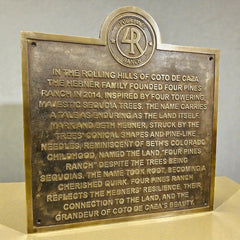 FOUR PINES
4R
RANCH
IN THE ROLLING HILLS OF COTO DE CAZA
THE HEBNER FAMILY FOUNDED FOUR PINES
RANCH IN 2014, INSPIRED BY FOUR TOWERING,
MAJESTIC SEQUOIA TREES. THE NAME CARRIES
A TALE AS ENDURING AS THE LAND ITSELF
MARK AND BETH HEBNER, STRUCK BY THE
TREES' CONICAL SHAPES AND PINE-LIKE
NEEDLES, REMINISCENT OF BETH'S COLORADO
CHILDHOOD, NAMED THE LAND "FOUR PINES
RANCH" DESPITE THE TREES BEING
SEQUOIAS. THE NAME TOOK ROOT, BECOMING A
CHERISHED QUIRK. FOUR PINES RANCH
REFLECTS THE HEBNERS' RESILIENCE, THEIR
CONNECTION TO THE LAND, AND THE
GRANDEUR OF COTO DE CAZA'S BEAUTY.